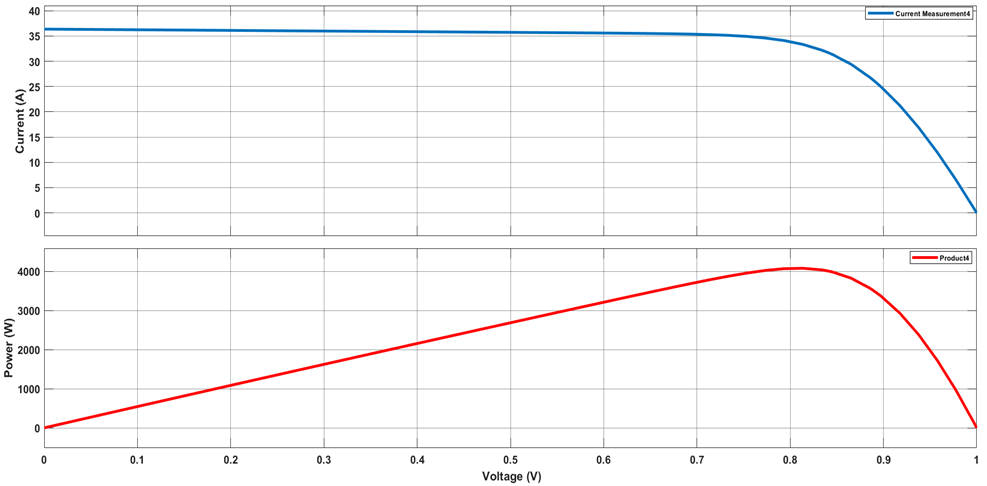 Current Measurement4
40
35
30
25
20
15
10
5
0
Current (A)
Product4
4000
3000
2000
1000
0
Power (W)
0 0.1 0.2 0.3 0.4 0.5 0.6 0.7 0.8 0.9 1
Voltage (V)